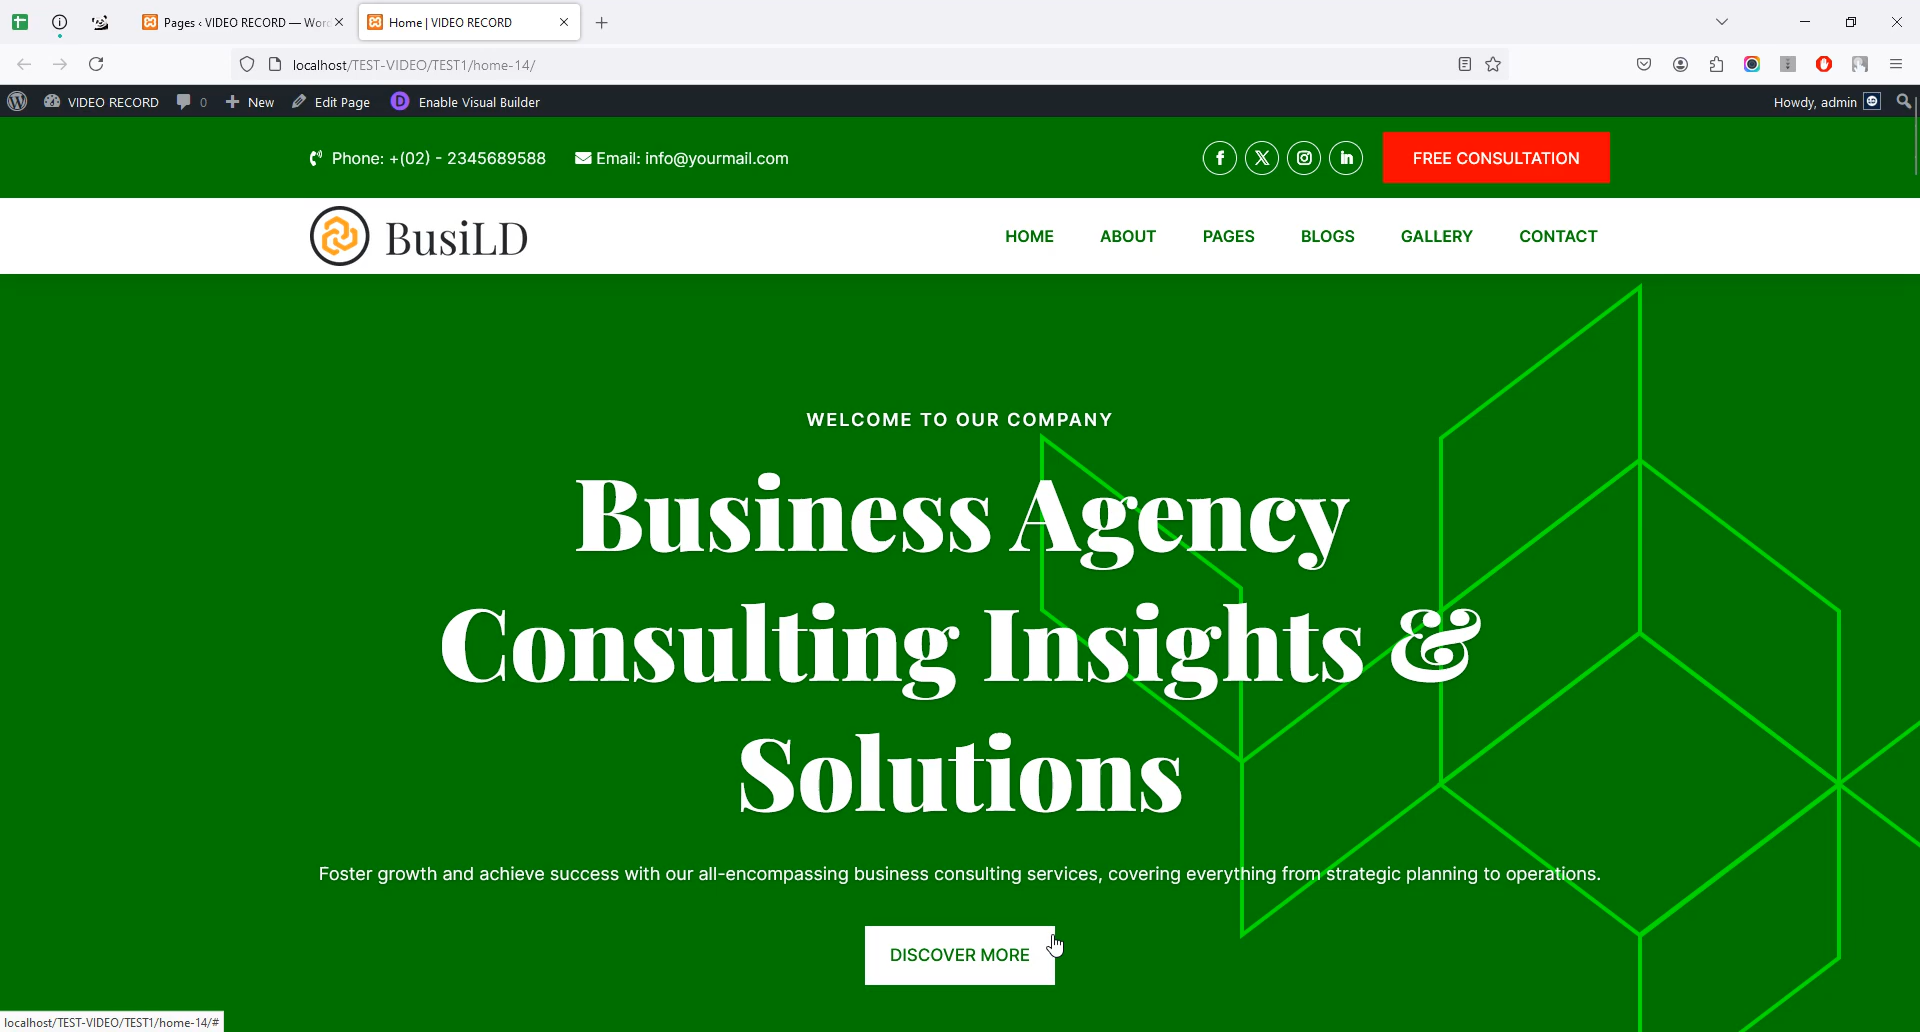 Pages ‹ VIDEO RECORD — Wor
Home | VIDEO RECORD
localhost/TEST-VIDEO/TEST1/home-14/
VIDEO RECORD 0 New Edit Page D Enable Visual Builder
Howdy, admin
Phone: +(02) - 2345689588 Email: info@yourmail.com
FREE CONSULTATION
BusiLD
HOME ABOUT PAGES BLOGS GALLERY CONTACT
WELCOME TO OUR COMPANY
Business Agency
Consulting Insights &
Solutions
Foster growth and achieve success with our all-encompassing business consulting services, covering everything from strategic planning to operations.
DISCOVER MORE
localhost/TEST-VIDEO/TEST1/home-14/#